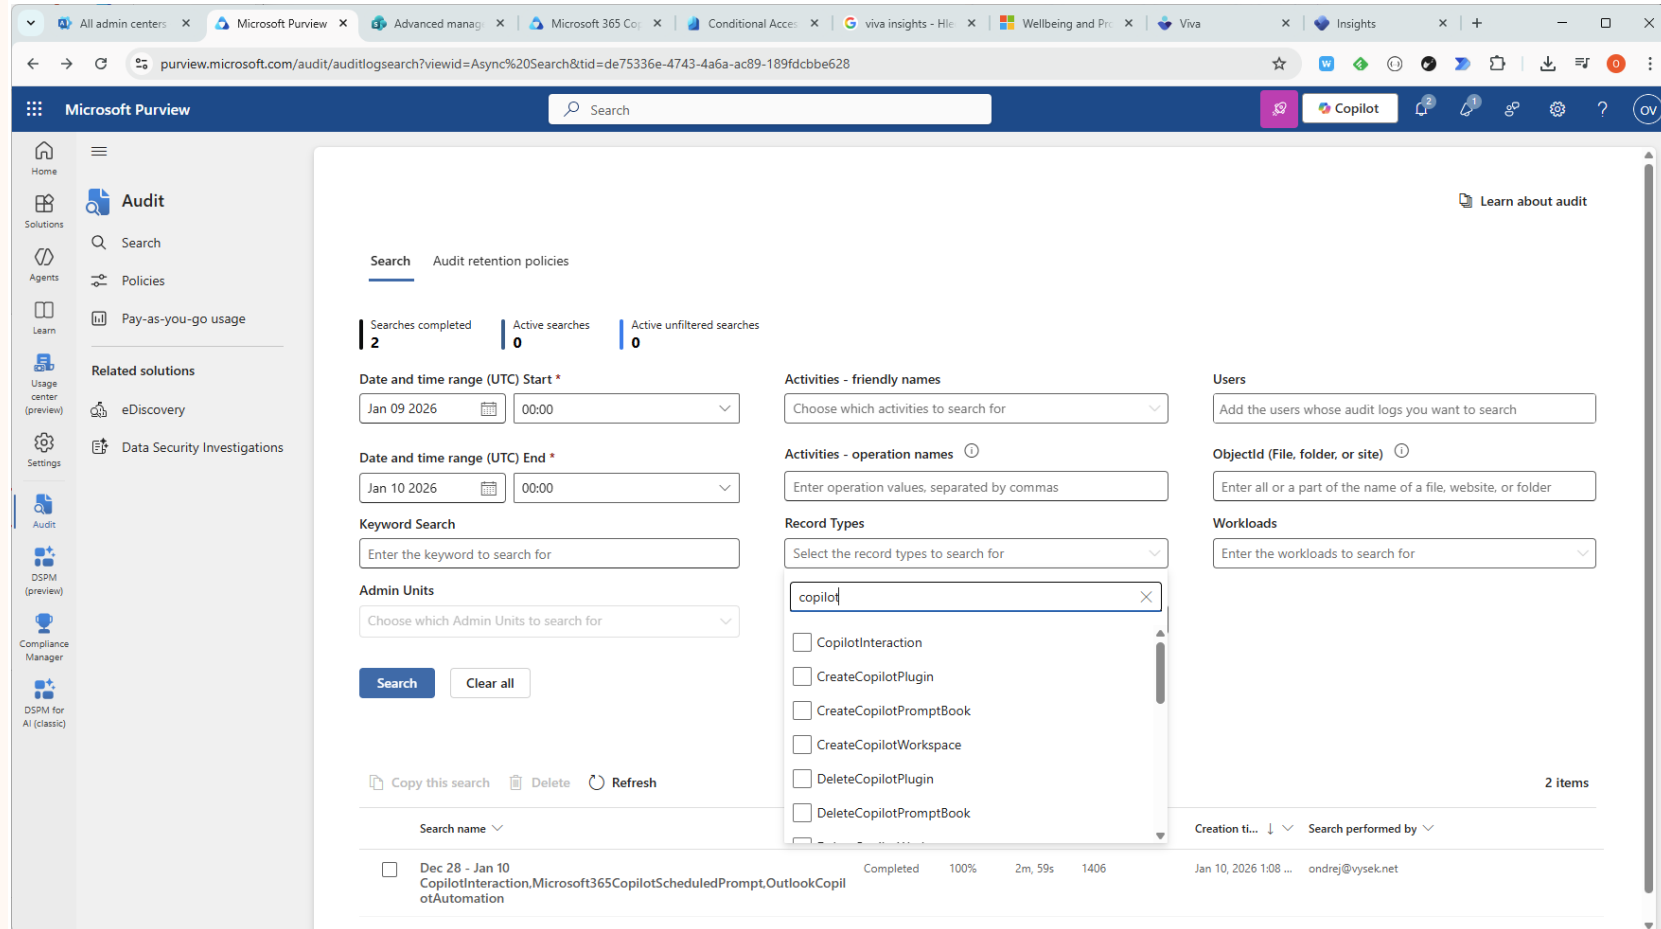 All admin centers
Microsoft Purview
Advanced manag
Microsoft 365 Co
Conditional Acces
viva insights - Hle
Wellbeing and Pro
Viva
Insights
purview.microsoft.com/audit/auditlogsearch?viewid=Async%20Search&tid=de75336e-4743-4a6a-ac89-189fdcbbe628
Microsoft Purview
Search
Copilot
2
1
OV
Home
Solutions
Agents
Learn
Usage
center
(preview)
Settings
Audit
DSPM
(preview)
Compliance
Manager
DSPM for
AI (classic)
Audit
Search
Policies
Pay-as-you-go usage
Related solutions
eDiscovery
Data Security Investigations
Learn about audit
Search
Audit retention policies
Searches completed
2
Active searches
0
Active unfiltered searches
0
Date and time range (UTC) Start *
Jan 09 2026
00:00
Date and time range (UTC) End *
Jan 10 2026
00:00
Keyword Search
Enter the keyword to search for
Admin Units
Choose which Admin Units to search for
Activities - friendly names
Choose which activities to search for
Activities - operation names
Enter operation values, separated by commas
Record Types
Select the record types to search for
copilot
CopilotInteraction
CreateCopilotPlugin
CreateCopilotPromptBook
CreateCopilotWorkspace
DeleteCopilotPlugin
DeleteCopilotPromptBook
Users
Add the users whose audit logs you want to search
ObjectId (File, folder, or site)
Enter all or a part of the name of a file, website, or folder
Workloads
Enter the workloads to search for
Search
Clear all
Copy this search
Delete
Refresh
2 items
Search name
Creation ti...
Search performed by
Dec 28 - Jan 10
CopilotInteraction,Microsoft365CopilotScheduledPrompt,OutlookCopil
otAutomation
Completed
100%
2m, 59s
1406
Jan 10, 2026 1:08 ...
ondrej@vysek.net